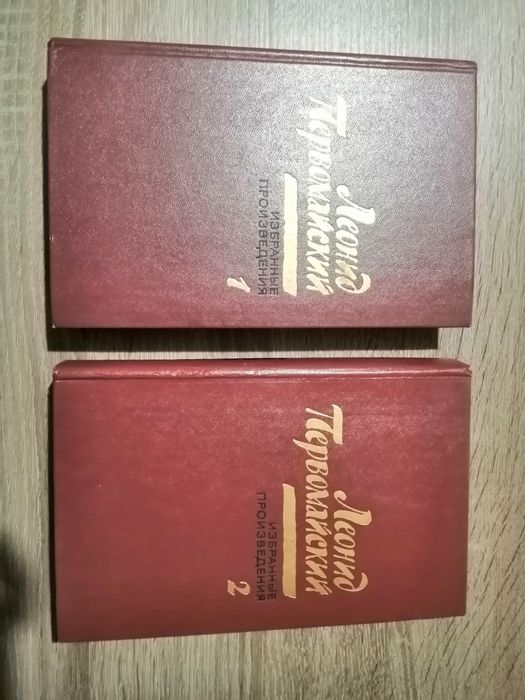 Леонид
Первомайский
ИЗБРАННЫЕ
ПРОИЗВЕДЕНИЯ
1
Леонид
Первомайский
ИЗБРАННЫЕ
ПРОИЗВЕДЕНИЯ
2